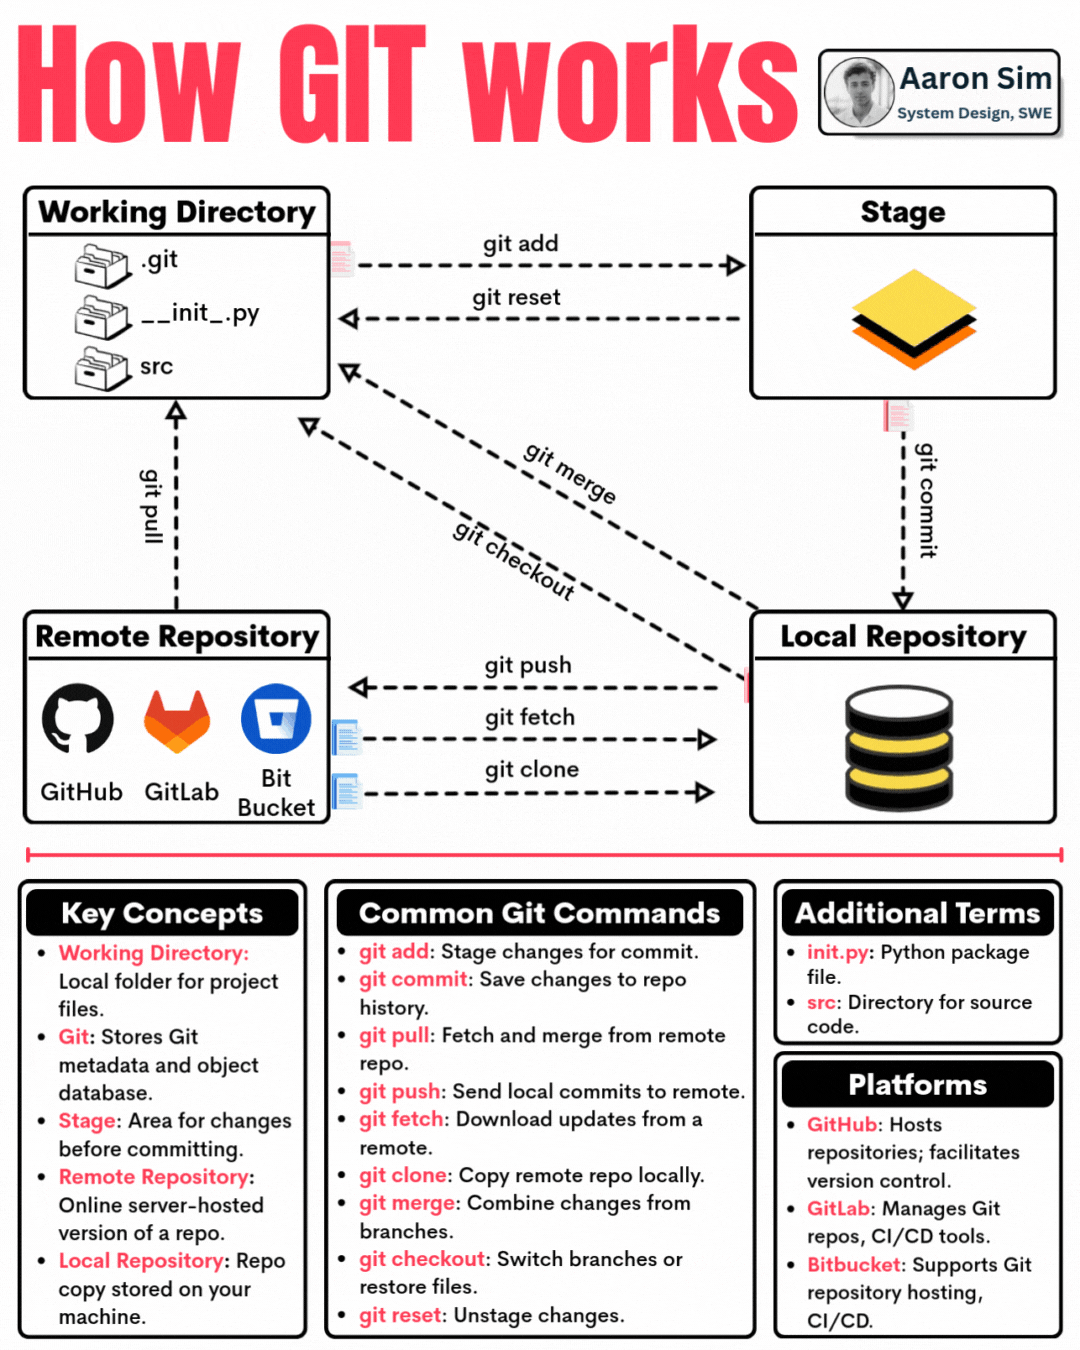 How GIT works
Aaron Sim
System Design, SWE
Working Directory
.git
__init_.py
src
git add
git reset
Stage
git merge
git checkout
git pull
git commit
Remote Repository
GitHub
GitLab
Bit
Bucket
git push
git fetch
git clone
Local Repository
Key Concepts
• Working Directory:
Local folder for project
files.
• Git: Stores Git
metadata and object
database.
• Stage: Area for changes
before committing.
• Remote Repository:
Online server-hosted
version of a repo.
• Local Repository: Repo
copy stored on your
machine.
Common Git Commands
• git add: Stage changes for commit.
• git commit: Save changes to repo
history.
• git pull: Fetch and merge from remote
repo.
• git push: Send local commits to remote.
• git fetch: Download updates from a
remote.
• git clone: Copy remote repo locally.
• git merge: Combine changes from
branches.
• git checkout: Switch branches or
restore files.
• git reset: Unstage changes.
Additional Terms
• init.py: Python package
file.
• src: Directory for source
code.
Platforms
• GitHub: Hosts
repositories; facilitates
version control.
• GitLab: Manages Git
repos, CI/CD tools.
• Bitbucket: Supports Git
repository hosting,
CI/CD.